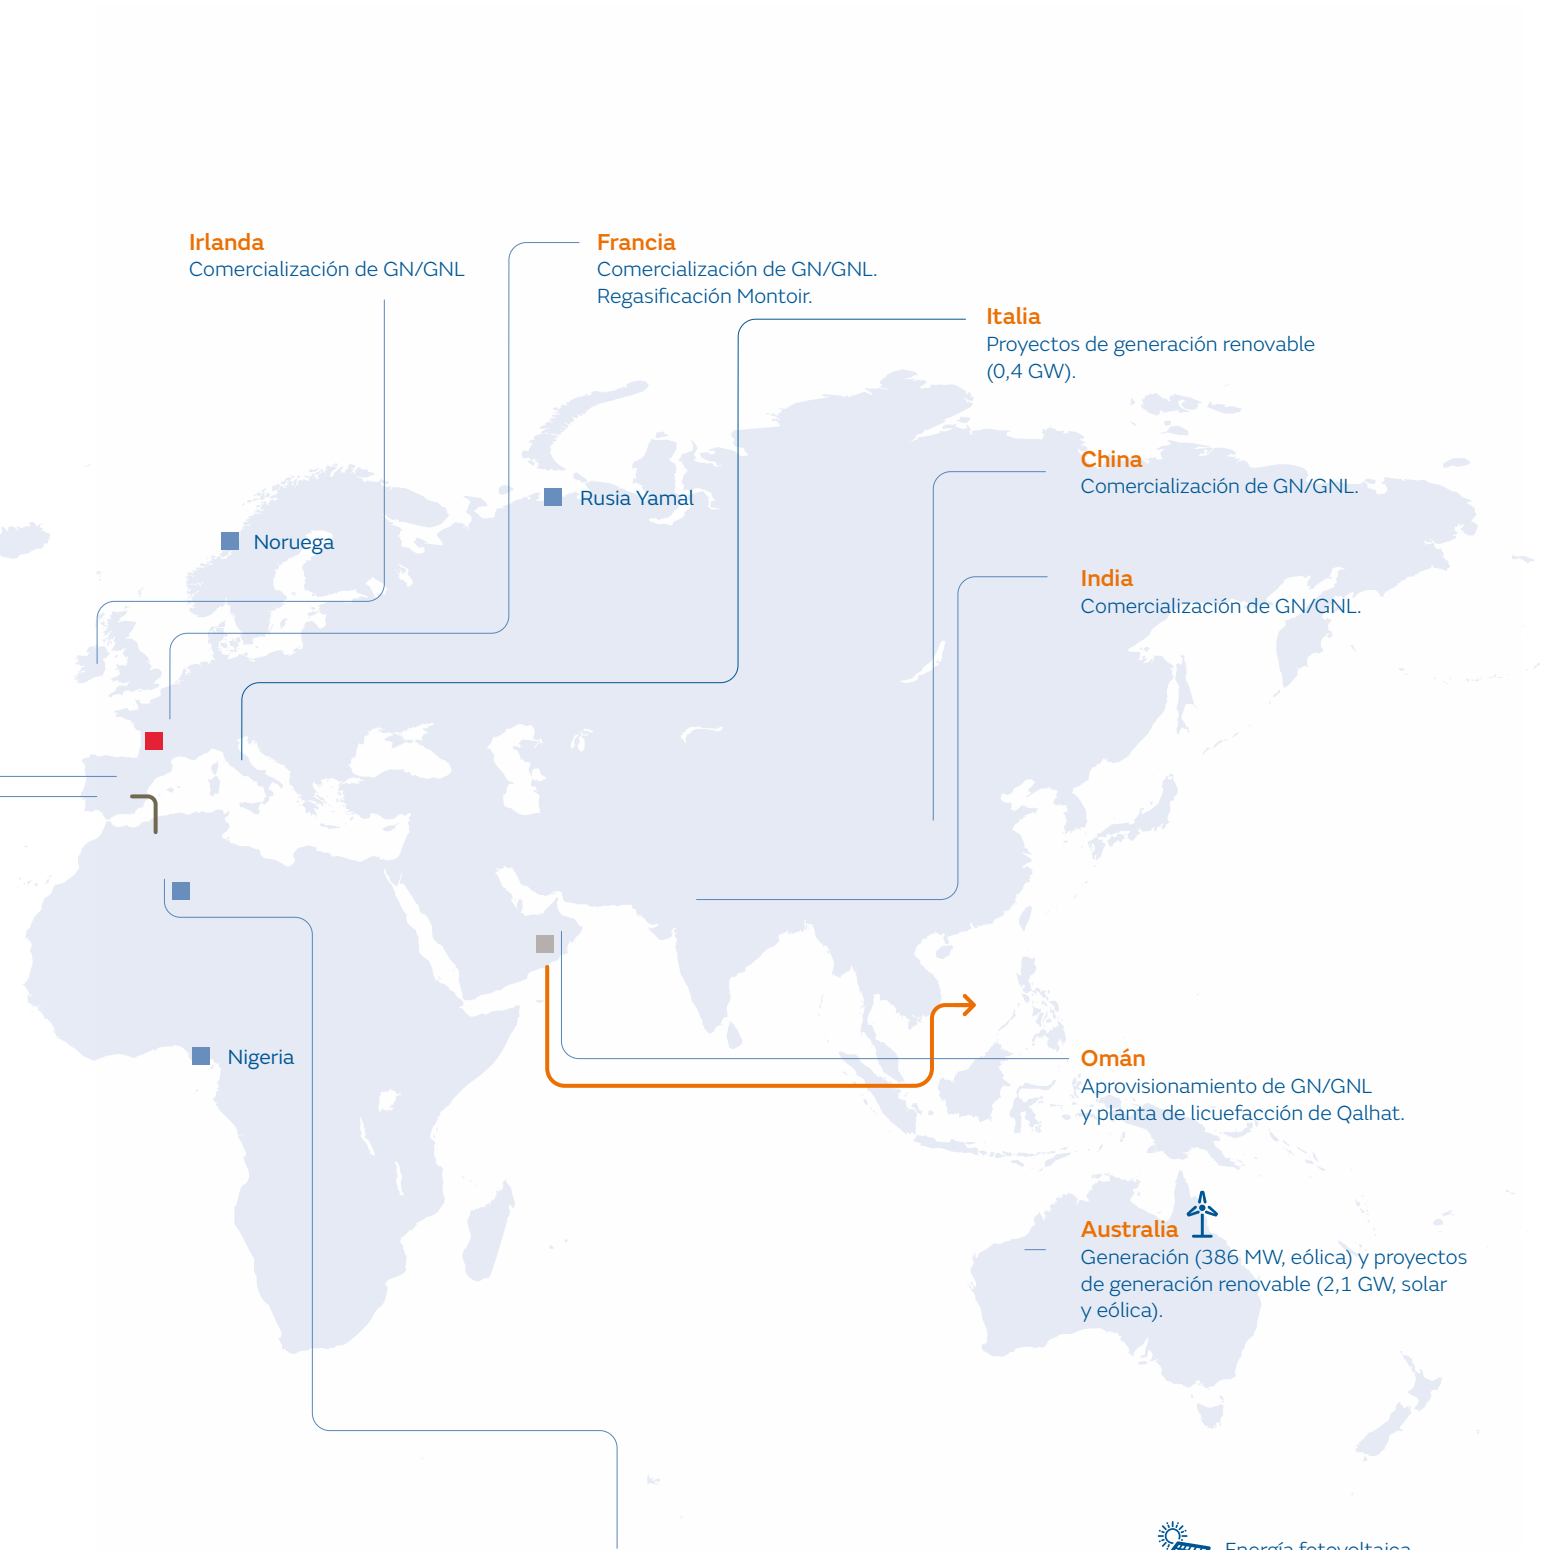 Irlanda
Comercialización de GN/GNL
Francia
Comercialización de GN/GNL.
Regasificación Montoir.
Italia
Proyectos de generación renovable
(0,4 GW).
China
Comercialización de GN/GNL.
Rusia Yamal
Noruega
India
Comercialización de GN/GNL.
Nigeria
Omán
Aprovisionamiento de GN/GNL
y planta de licuefacción de Qalhat.
Australia
Generación (386 MW, eólica) y proyectos
de generación renovable (2,1 GW, solar
y eólica).
Energía fotovoltaica